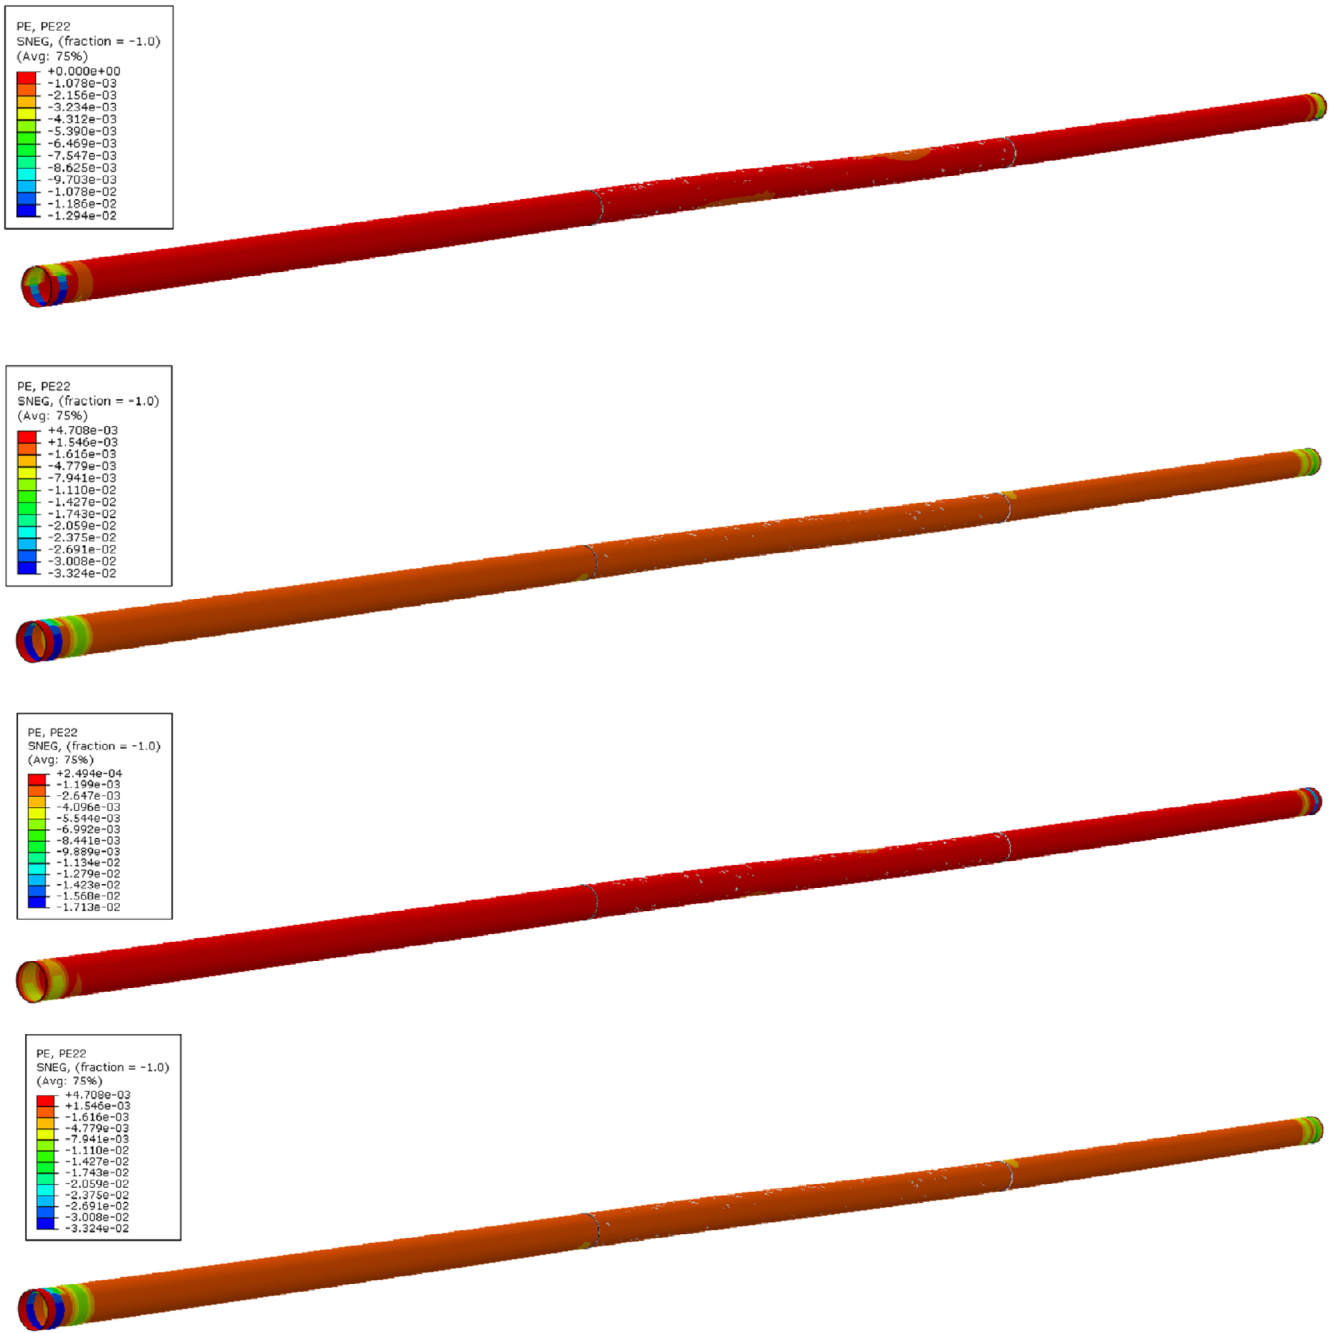 PE, PE22
SNEG, (fraction = -1.0)
(Avg: 75%)
+0.000e+00
-1.078e-03
-2.156e-03
-3.234e-03
-4.312e-03
-5.390e-03
-6.469e-03
-7.547e-03
-8.625e-03
-9.703e-03
-1.078e-02
-1.186e-02
-1.294e-02
PE, PE22
SNEG, (fraction = -1.0)
(Avg: 75%)
+4.708e-03
+1.546e-03
-1.616e-03
-4.779e-03
-7.941e-03
-1.110e-02
-1.427e-02
-1.743e-02
-2.059e-02
-2.375e-02
-2.691e-02
-3.008e-02
-3.324e-02
PE, PE22
SNEG, (fraction = -1.0)
(Avg: 75%)
+2.494e-04
-1.199e-03
-2.647e-03
-4.096e-03
-5.544e-03
-6.992e-03
-8.441e-03
-9.889e-03
-1.134e-02
-1.279e-02
-1.423e-02
-1.568e-02
-1.713e-02
PE, PE22
SNEG, (fraction = -1.0)
(Avg: 75%)
+4.708e-03
+1.546e-03
-1.616e-03
-4.779e-03
-7.941e-03
-1.110e-02
-1.427e-02
-1.743e-02
-2.059e-02
-2.375e-02
-2.691e-02
-3.008e-02
-3.324e-02